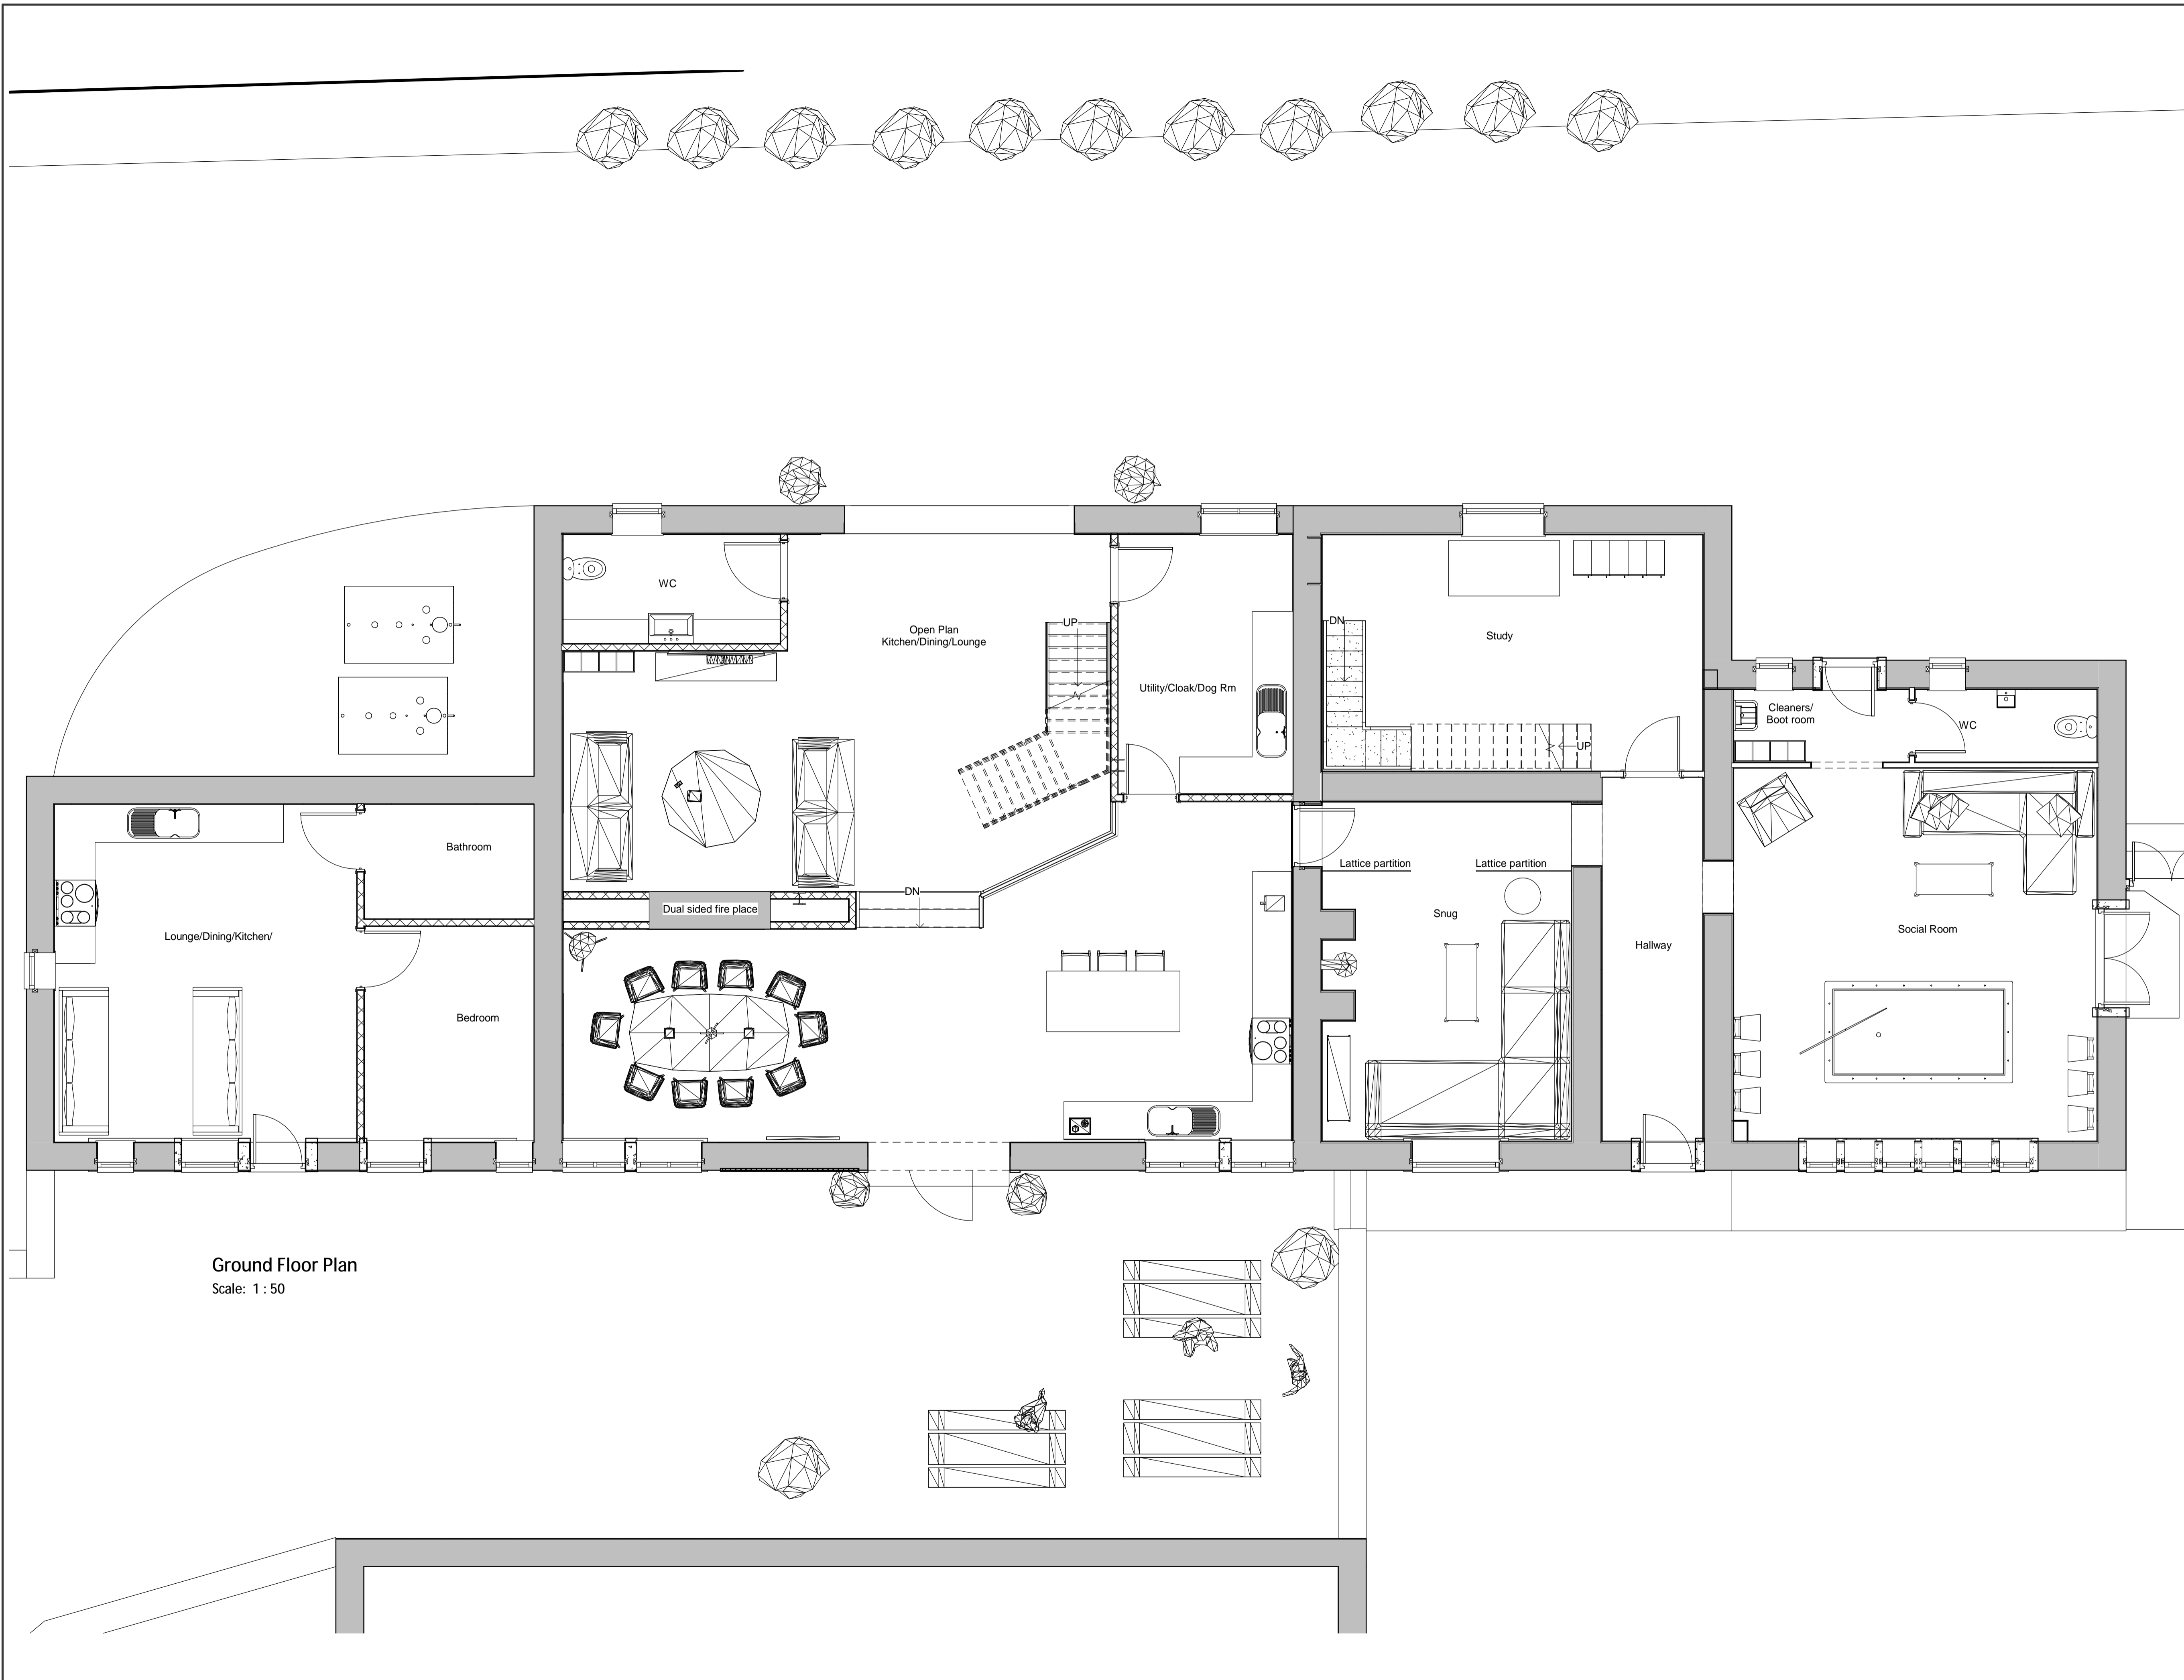 WC
Open Plan
Kitchen/Dining/Lounge
UP
Utility/Cloak/Dog Rm
DN
Study
UP
Cleaners/
Boot room
WC
Bathroom
Lounge/Dining/Kitchen/
Bedroom
Dual sided fire place
DN
Lattice partition
Lattice partition
Snug
Hallway
Social Room
Ground Floor Plan
Scale: 1 : 50